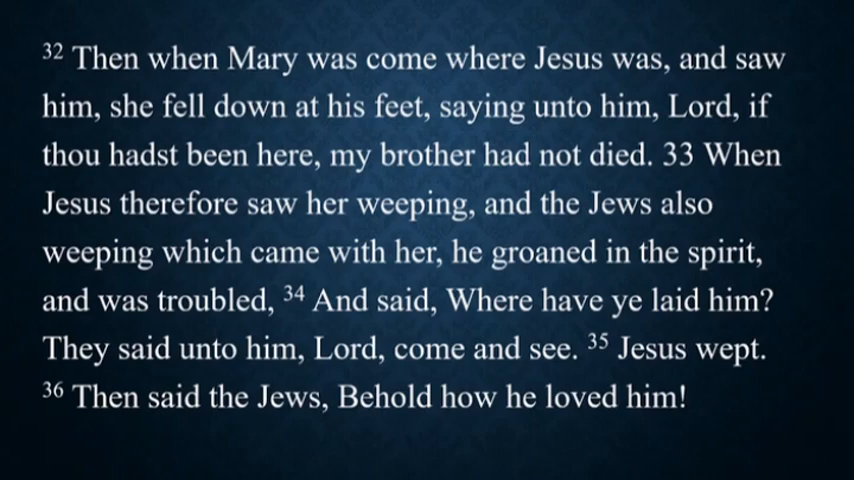 32 Then when Mary was come where Jesus was, and saw
him, she fell down at his feet, saying unto him, Lord, if
thou hadst been here, my brother had not died. 33 When
Jesus therefore saw her weeping, and the Jews also
weeping which came with her, he groaned in the spirit,
and was troubled, 34 And said, Where have ye laid him?
They said unto him, Lord, come and see. 35 Jesus wept.
36 Then said the Jews, Behold how he loved him!